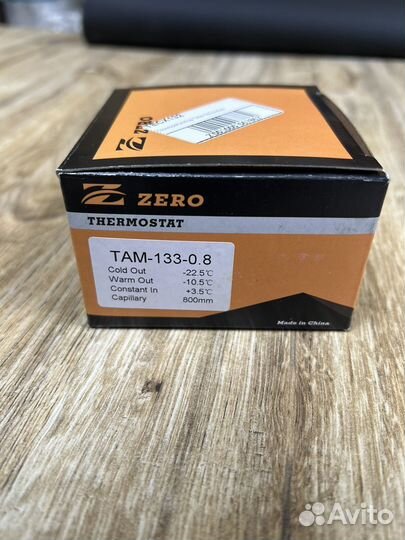 ZERO
ZERO
THERMOSTAT
TAM-133-0.8
Cold Out -22.5℃
Warm Out -10.5℃
Constant In +3.5℃
Capillary 800mm
Made in China
Avito